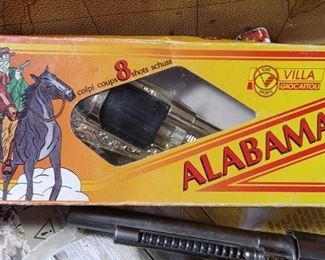 colpi coups 8 shots schuss
VILLA
GIOCATTOLI
ALABAMA